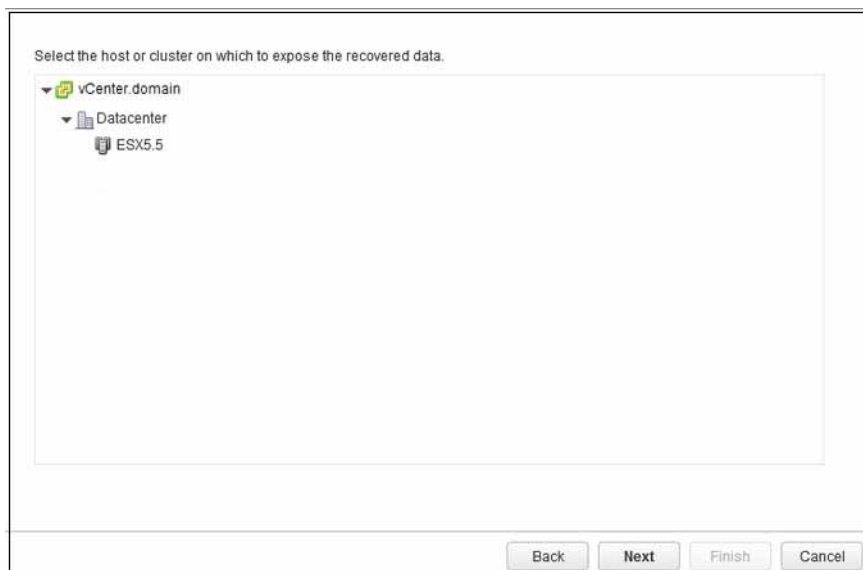 Select the host or cluster on which to expose the recovered data.
vCenter.domain
Datacenter
ESX5.5
Back Next Finish Cancel